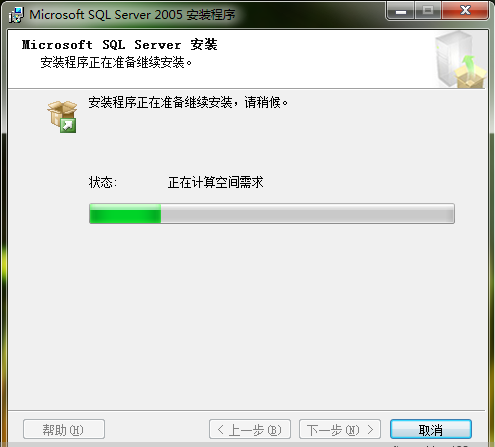 Microsoft SQL Server 2005 安装程序
Microsoft SQL Server 安装
安装程序正在准备继续安装。
安装程序正在准备继续安装，请稍候。
状态: 正在计算空间需求
帮助(H) < 上一步(B) 下一步(N) > 取消